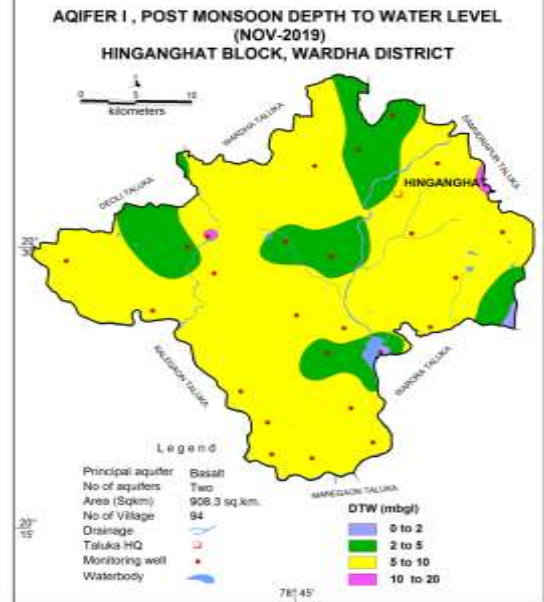 AQIFER I , POST MONSOON DEPTH TO WATER LEVEL
(NOV-2019)
HINGANGHAT BLOCK, WARDHA DISTRICT
5
0
10
kilometers
WARDHA TALUKA
SAMUDRAPUR TALUKA
DEOLI TALUKA
HINGANGHAT
20°
30'
RALEGAON TALUKA
WARORA TALUKA
MAREGAON TALUKA
Legend
Principal aquifer Basalt
No of aquifers Two
Area (Sqkm) 908.3 sq.km.
No of Village 94
Drainage
Taluka HQ
Monitoring well
Waterbody
DTW (mbgl)
0 to 2
2 to 5
5 to 10
10 to 20
20°
15'
78°45'